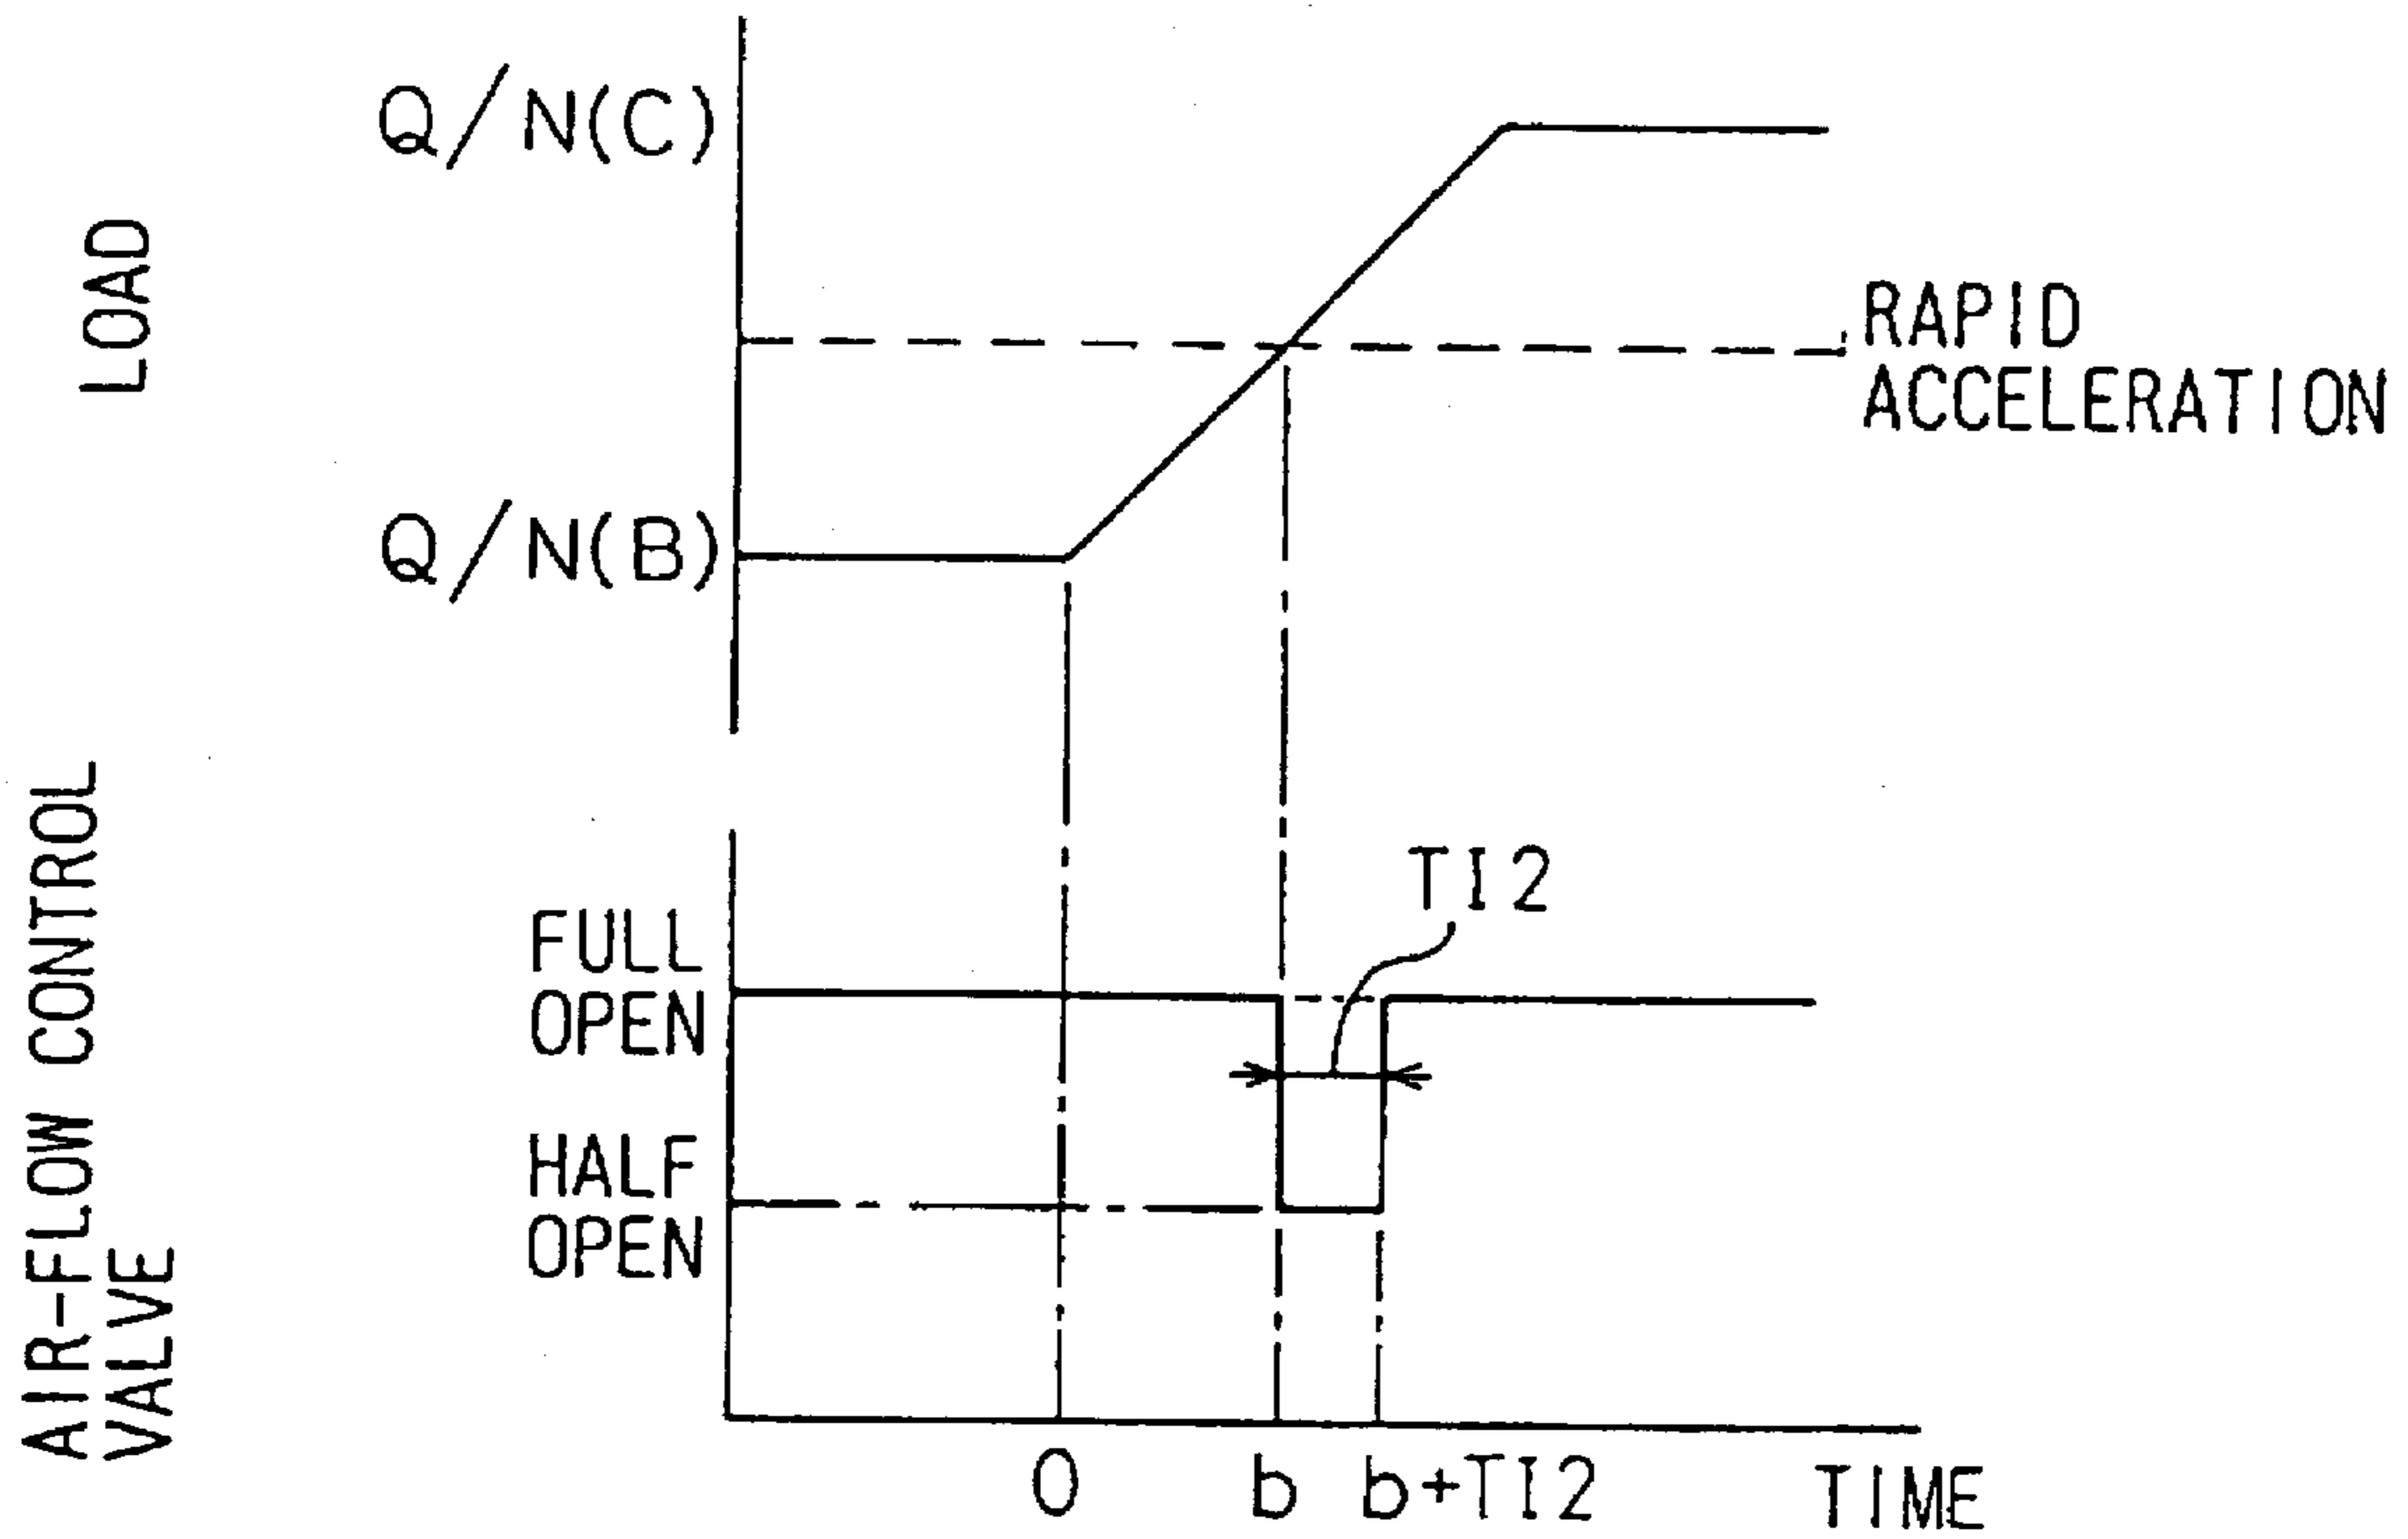 Q/N(C)
LOAD
RAPID
ACCELERATION
Q/N(B)
AIR-FLOW CONTROL
VALVE
TI2
FULL
OPEN
HALF
OPEN
0
b
b+TI2
TIME